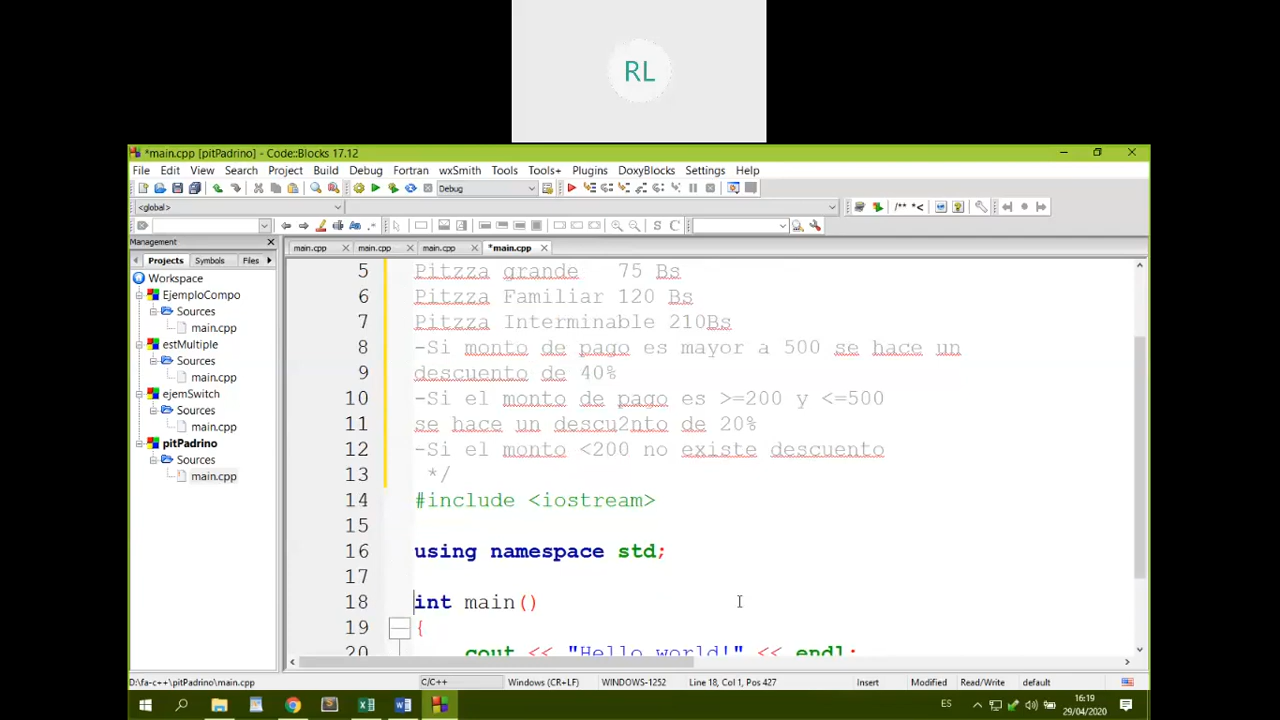 RL
*main.cpp [pitPadrino] - Code::Blocks 17.12
File Edit View Search Project Build Debug Fortran wxSmith Tools Tools+ Plugins DoxyBlocks Settings Help
Debug
<global>
/** *<
S C
Management
main.cpp main.cpp main.cpp *main.cpp
Projects Symbols Files
Workspace
EjemploCompo
Sources
main.cpp
estMultiple
Sources
main.cpp
ejemSwitch
Sources
main.cpp
pitPadrino
Sources
main.cpp
5 Pitzza grande 75 Bs
6 Pitzza Familiar 120 Bs
7 Pitzza Interminable 210Bs
8 -Si monto de pago es mayor a 500 se hace un
9 descuento de 40%
10 -Si el monto de pago es >=200 y <=500
11 se hace un descu2nto de 20%
12 -Si el monto <200 no existe descuento
13 */
14 #include <iostream>
15
16 using namespace std;
17
18 int main()
19 {
20 cout << "Hello world!" << endl;
D:\fa-c++\pitPadrino\main.cpp C/C++ Windows (CR+LF) WINDOWS-1252 Line 18, Col 1, Pos 427 Insert Modified Read/Write default
ES 16:19
29/04/2020